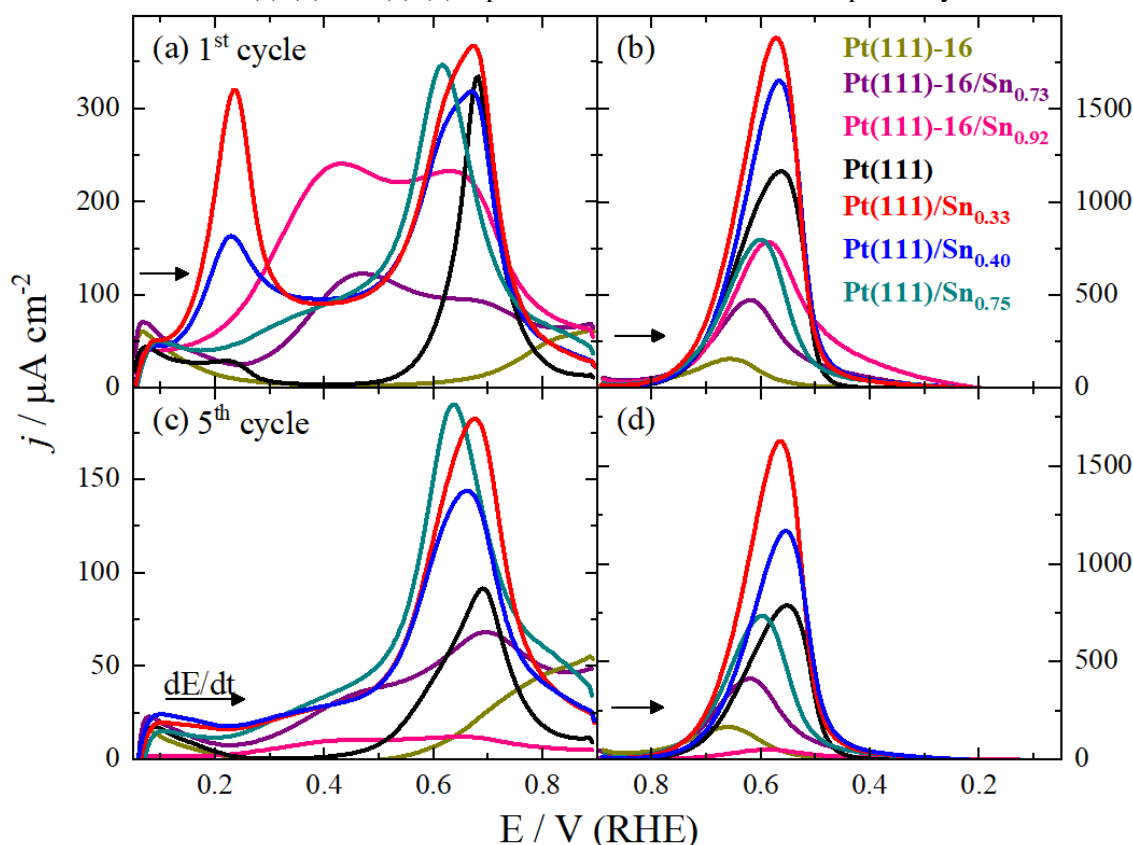 (a) 1st cycle
(b)
Pt(111)-16
Pt(111)-16/Sn0.73
Pt(111)-16/Sn0.92
Pt(111)
Pt(111)/Sn0.33
Pt(111)/Sn0.40
Pt(111)/Sn0.75
300
200
100
0
1500
1000
500
0
j / μA cm-2
(c) 5th cycle
(d)
dE/dt
150
100
50
0
1500
1000
500
0
0.2 0.4 0.6 0.8 0.8 0.6 0.4 0.2
E / V (RHE)